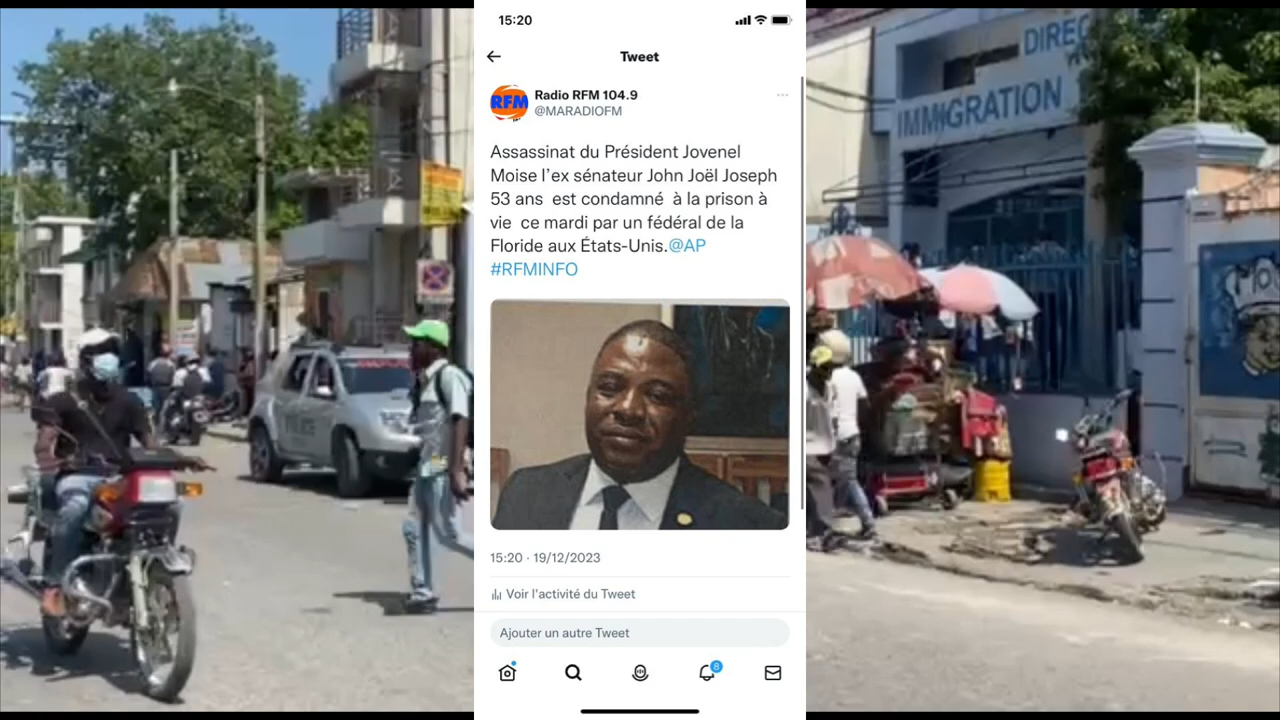 15:20
Tweet
RFM
Radio RFM 104.9
@MARADIOFM
Assassinat du Président Jovenel
Moise l'ex sénateur John Joël Joseph
53 ans est condamné à la prison à
vie ce mardi par un fédéral de la
Floride aux États-Unis.@AP
#RFMINFO
15:20 · 19/12/2023
Voir l'activité du Tweet
Ajouter un autre Tweet
8
DIREC
IMMIGRATION